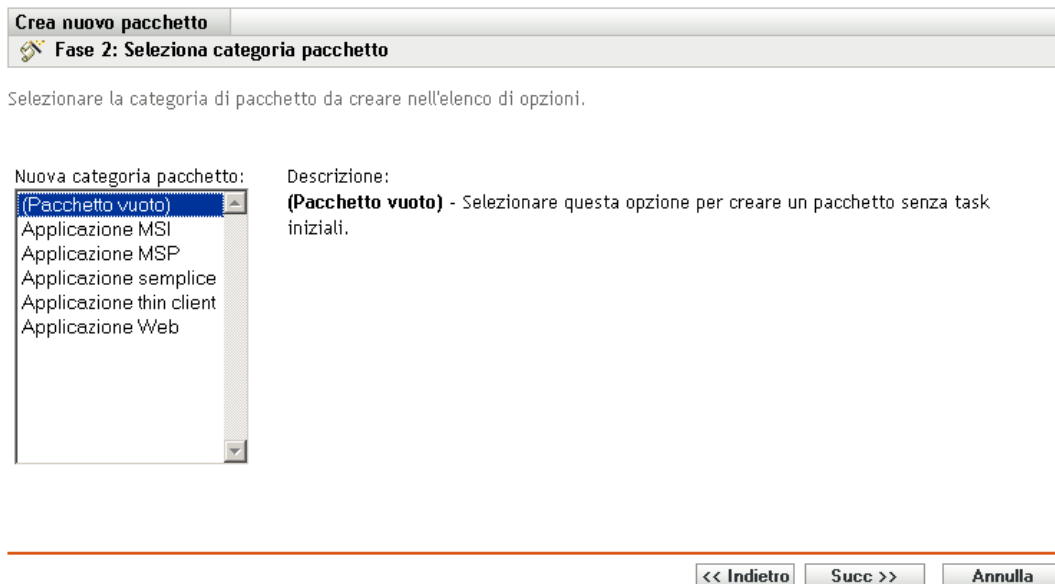 Crea nuovo pacchetto
Fase 2: Seleziona categoria pacchetto
Selezionare la categoria di pacchetto da creare nell'elenco di opzioni.
Nuova categoria pacchetto:
(Pacchetto vuoto)
Applicazione MSI
Applicazione MSP
Applicazione semplice
Applicazione thin client
Applicazione Web
Descrizione:
(Pacchetto vuoto) - Selezionare questa opzione per creare un pacchetto senza task
iniziali.
<< Indietro
Succ >>
Annulla